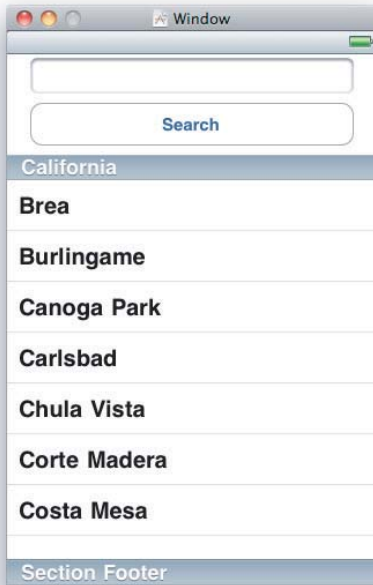 Window
Search
California
Brea
Burlingame
Canoga Park
Carlsbad
Chula Vista
Corte Madera
Costa Mesa
Section Footer